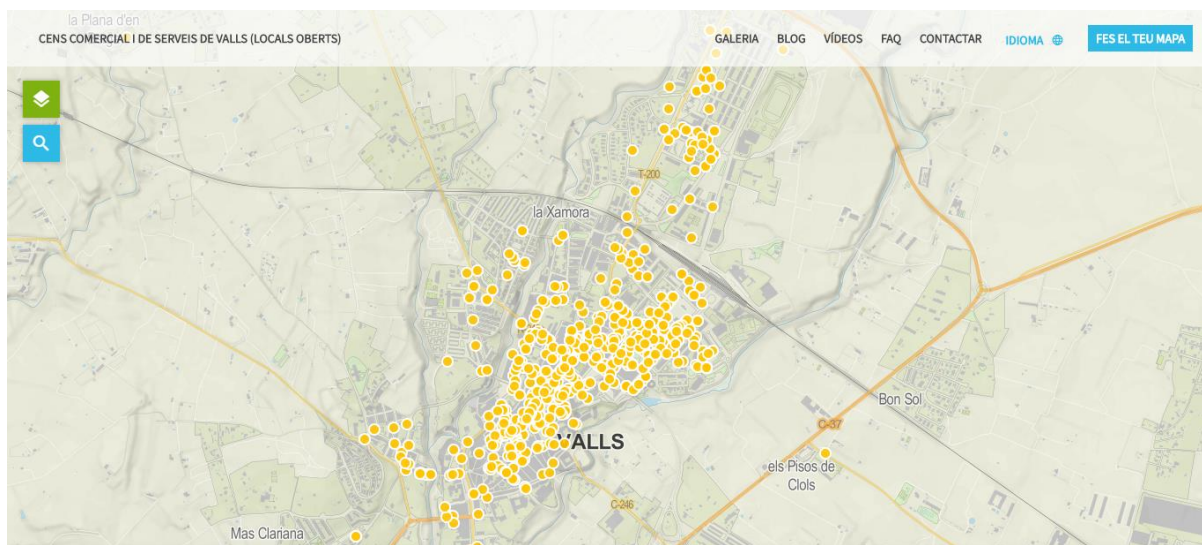 la Plana d'en
CENS COMERCIAL I DE SERVEIS DE VALLS (LOCALS OBERTS)
GALERIA BLOG VÍDEOS FAQ CONTACTAR IDIOMA FES EL TEU MAPA
T-200
la Xamora
Bon Sol
C-37
VALLS
els Pisos de
Clols
C-246
Mas Clariana